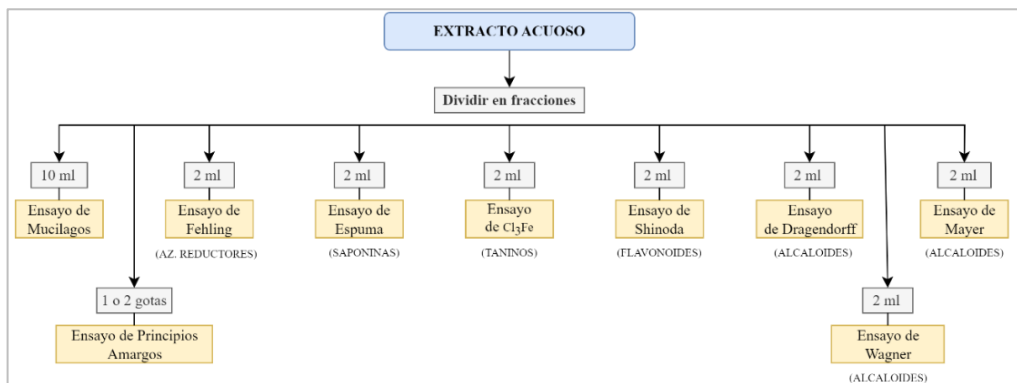 EXTRACTO ACUOSO
Dividir en fracciones
10 ml
2 ml
2 ml
2 ml
2 ml
2 ml
2 ml
Ensayo de
Mucilagos
Ensayo de
Fehling
(AZ. REDUCTORES)
Ensayo de
Espuma
(SAPONINAS)
Ensayo
de Cl₃Fe
(TANINOS)
Ensayo de
Shinoda
(FLAVONOIDES)
Ensayo
de Dragendorff
(ALCALOIDES)
Ensayo de
Mayer
(ALCALOIDES)
1 o 2 gotas
Ensayo de Principios
Amargos
2 ml
Ensayo de
Wagner
(ALCALOIDES)